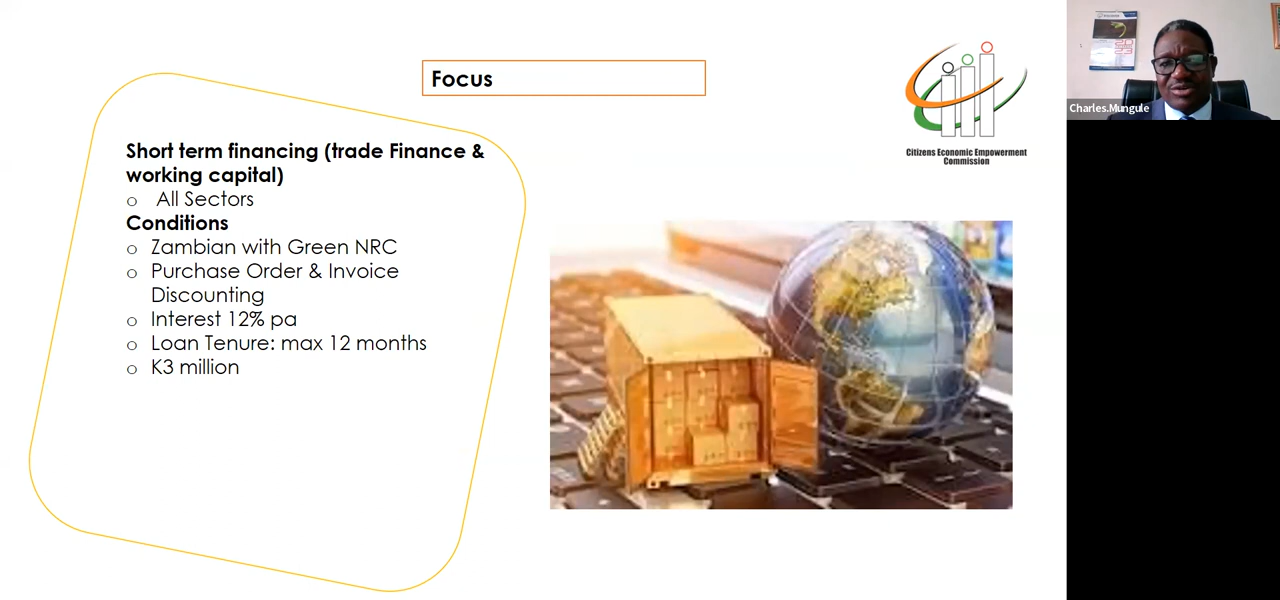 Focus
Short term financing (trade Finance &
working capital)
o All Sectors
Conditions
o Zambian with Green NRC
o Purchase Order & Invoice
Discounting
o Interest 12% pa
o Loan Tenure: max 12 months
o K3 million
Citizens Economic Empowerment
Commission
Charles.Mungule